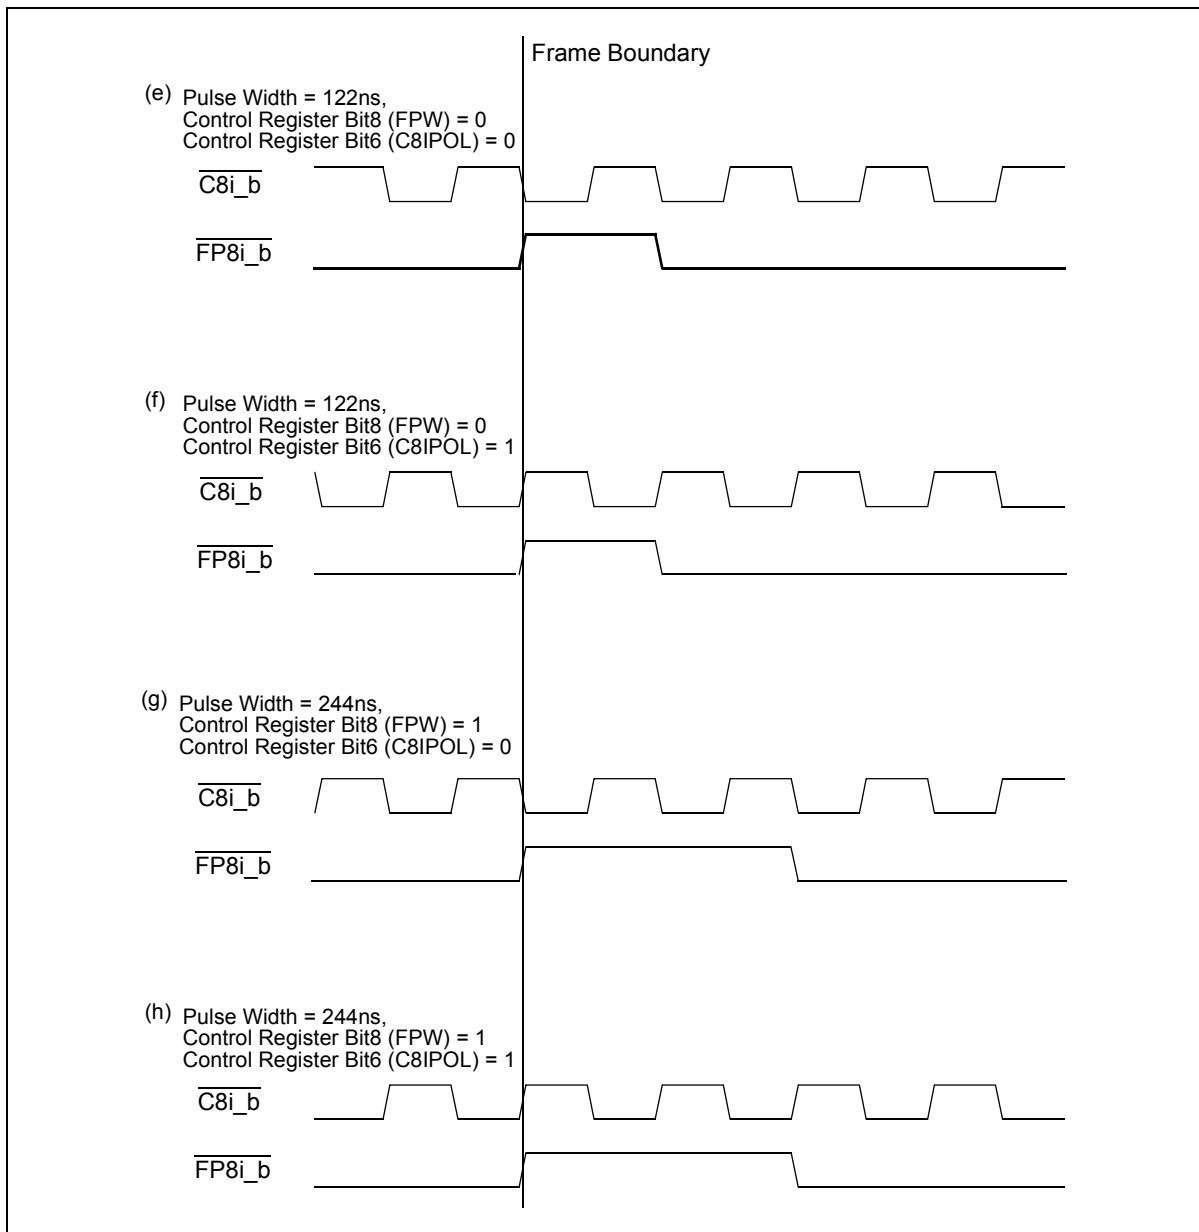 Frame Boundary
(e) Pulse Width = 122ns,
Control Register Bit8 (FPW) = 0
Control Register Bit6 (C8IPOL) = 0
C8i_b
FP8i_b
(f) Pulse Width = 122ns,
Control Register Bit8 (FPW) = 0
Control Register Bit6 (C8IPOL) = 1
C8i_b
FP8i_b
(g) Pulse Width = 244ns,
Control Register Bit8 (FPW) = 1
Control Register Bit6 (C8IPOL) = 0
C8i_b
FP8i_b
(h) Pulse Width = 244ns,
Control Register Bit8 (FPW) = 1
Control Register Bit6 (C8IPOL) = 1
C8i_b
FP8i_b